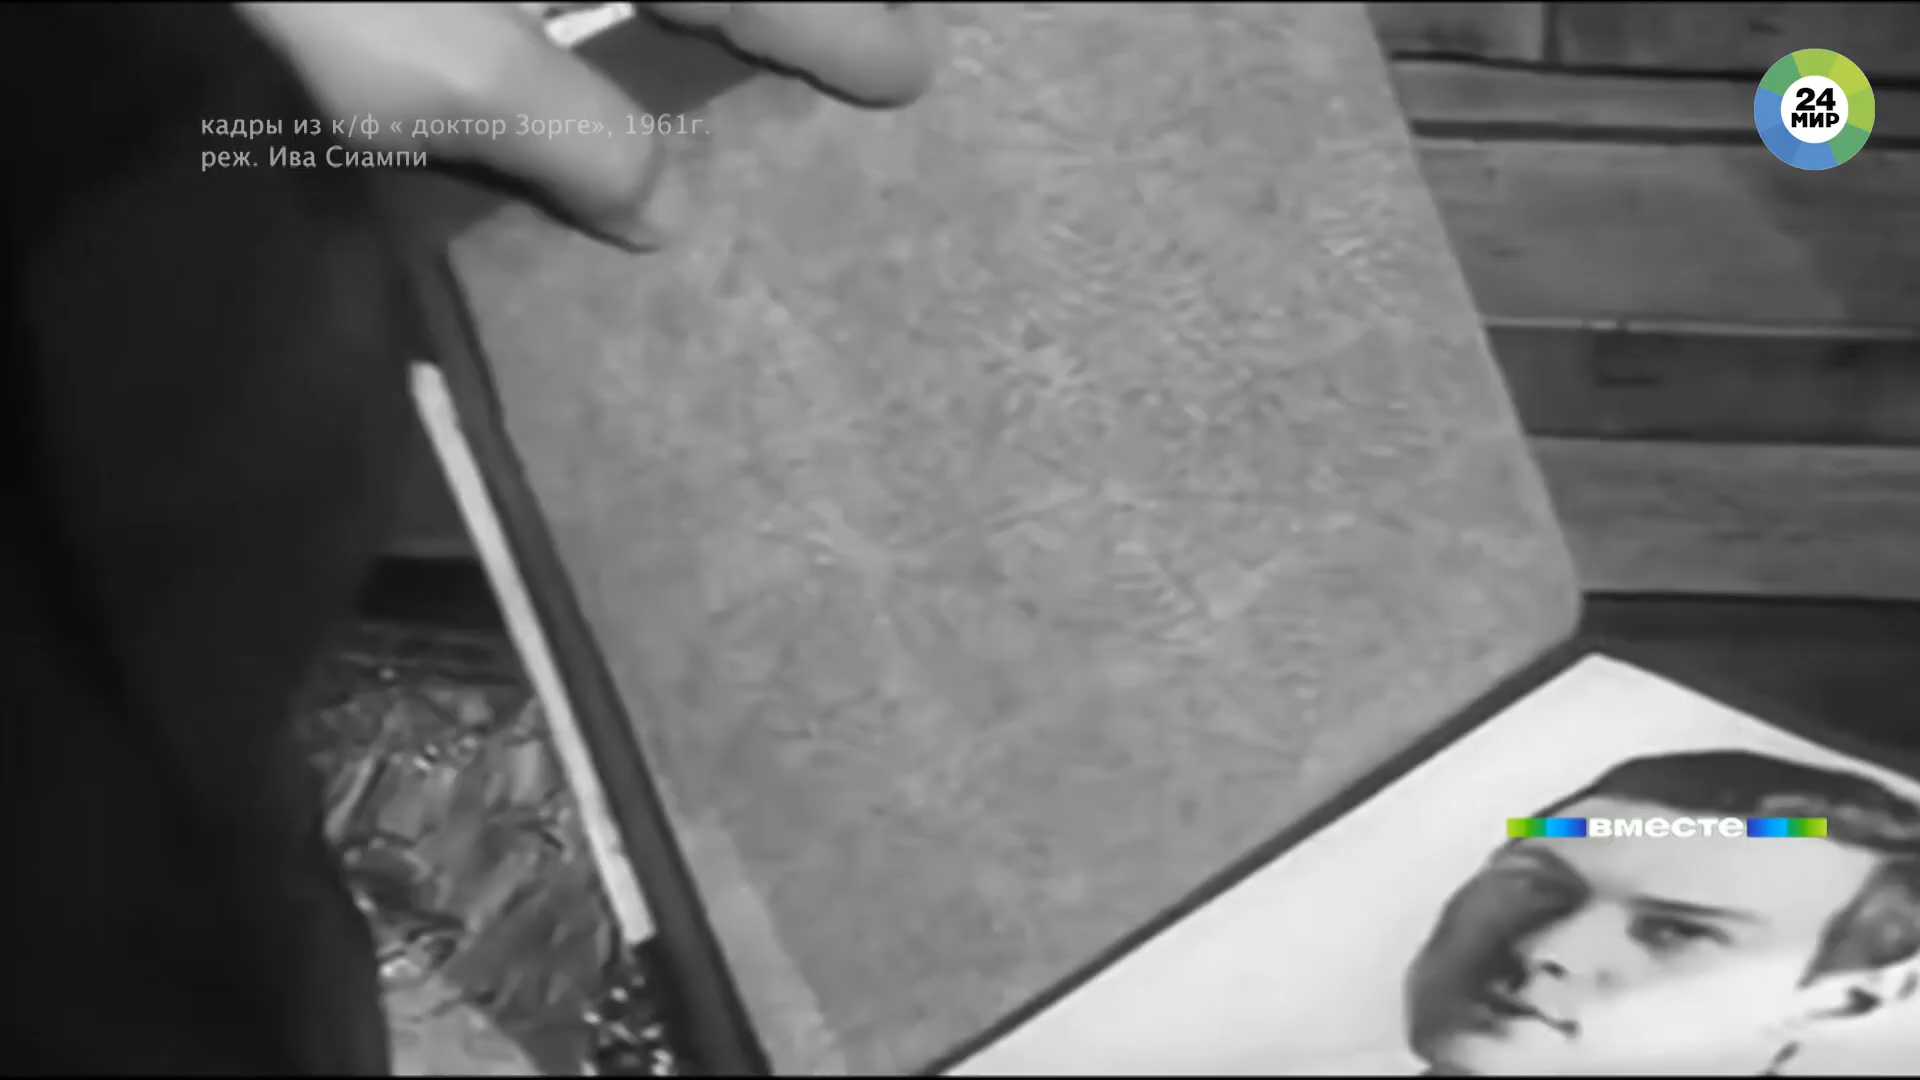 кадры из к/ф « доктор Зорге», 1961г.
реж. Ива Сиампи
24
МИР
вместе